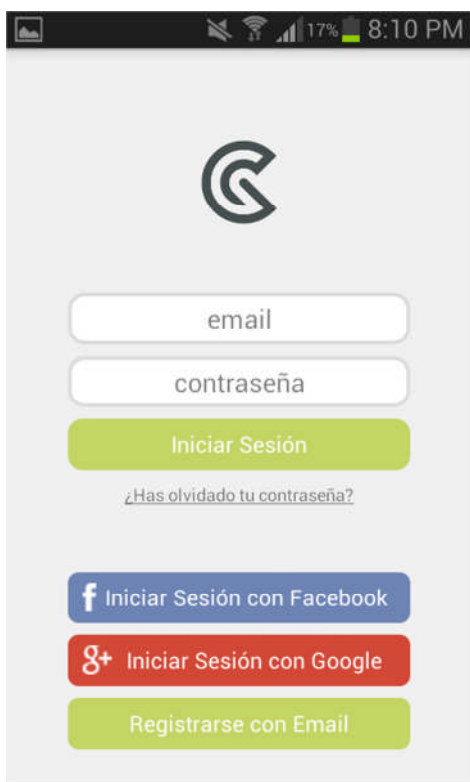 17% 8:10 PM
email
contraseña
Iniciar Sesión
¿Has olvidado tu contraseña?
f Iniciar Sesión con Facebook
g+ Iniciar Sesión con Google
Registrarse con Email